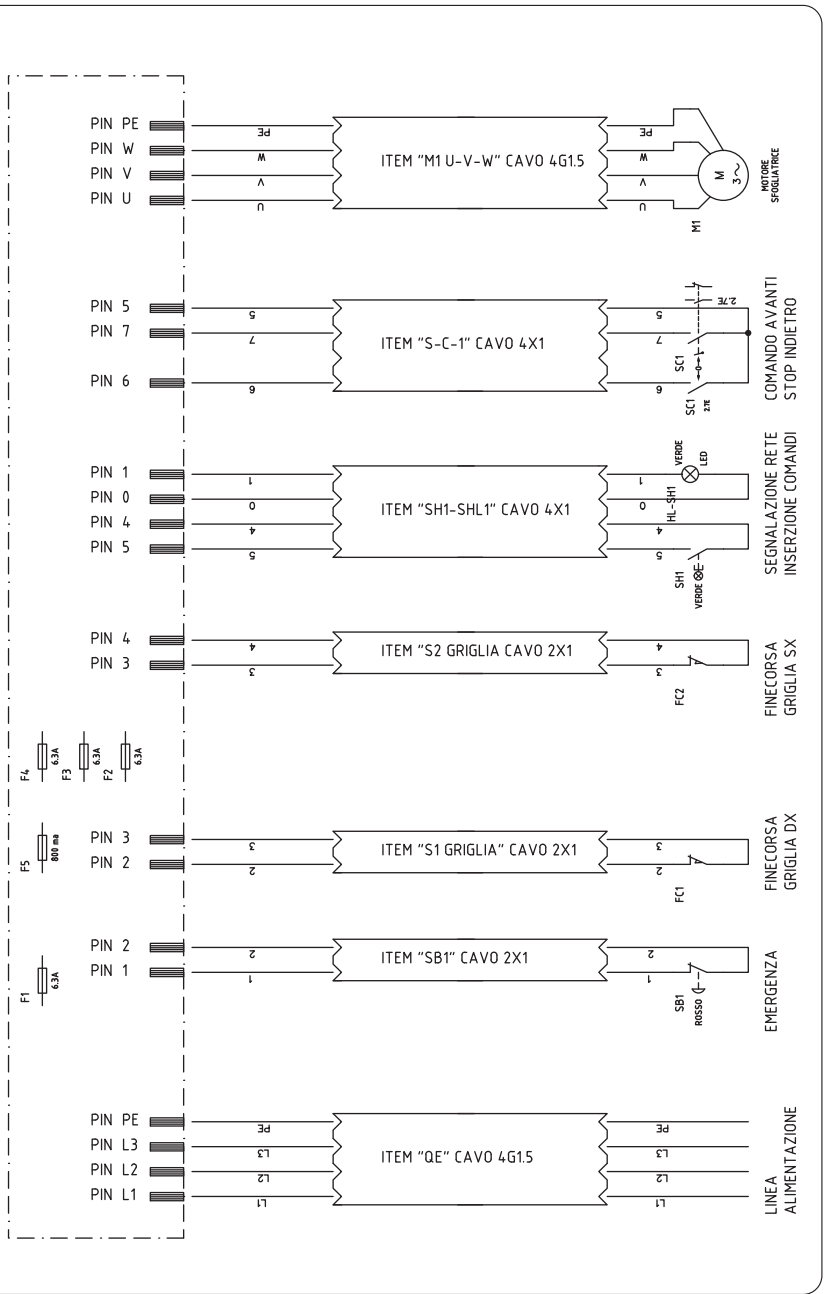 PIN PE
PE
ITEM "M1 U-V-W" CAVO 4G1.5
PE
PIN W
W
W
PIN V
V
V
PIN U
U
U
M
3~
M1
MOTORE
SFOGLIATRICE
PIN 5
5
ITEM "S-C-1" CAVO 4X1
5
2.7E
PIN 7
7
7
SC1
PIN 6
6
6
SC1
2.7E
COMANDO AVANTI
STOP INDIETRO
PIN 1
1
ITEM "SH1-SHL1" CAVO 4X1
1
VERDE
LED
PIN 0
0
0
HL-SH1
PIN 4
4
4
PIN 5
5
5
SH1
VERDE
SEGNALAZIONE RETE
INSERZIONE COMANDI
PIN 4
4
ITEM "S2 GRIGLIA CAVO 2X1
4
PIN 3
3
3
FC2
FINECORSA
GRIGLIA SX
F4
6.3A
F3
6.3A
F2
6.3A
F5
800 ma
PIN 3
3
ITEM "S1 GRIGLIA" CAVO 2X1
3
PIN 2
2
2
FC1
FINECORSA
GRIGLIA DX
F1
6.3A
PIN 2
2
ITEM "SB1" CAVO 2X1
2
PIN 1
1
1
SB1
ROSSO
EMERGENZA
PIN PE
PE
ITEM "QE" CAVO 4G1.5
PE
PIN L3
L3
L3
PIN L2
L2
L2
PIN L1
L1
L1
LINEA
ALIMENTAZIONE